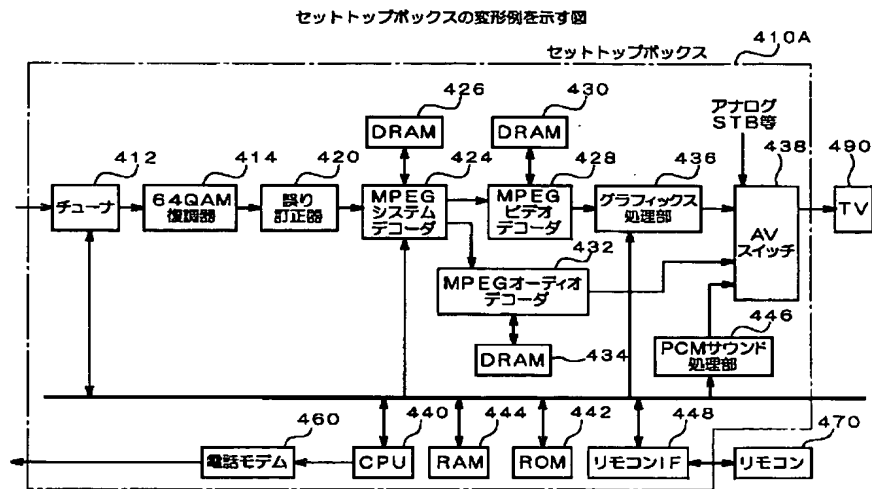 セットトップボックスの変形例を示す図
セットトップボックス
410A
426
DRAM
430
DRAM
アナログ
STB等
412
チューナ
414
64QAM
復調器
420
誤り
訂正器
424
MPEG
システム
デコーダ
428
MPEG
ビデオ
デコーダ
436
グラフィックス
処理部
438
AV
スイッチ
490
TV
432
MPEGオーディオ
デコーダ
434
DRAM
446
PCMサウンド
処理部
460
電話モデム
440
CPU
444
RAM
442
ROM
448
リモコンIF
470
リモコン